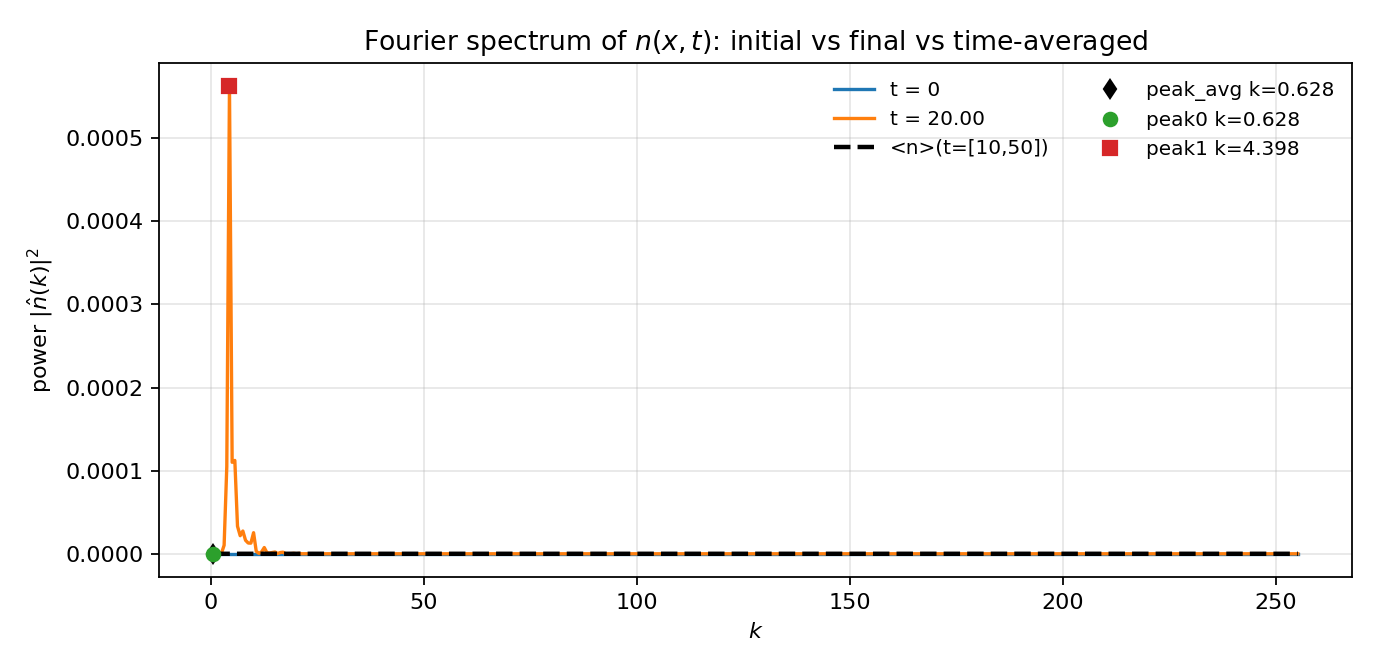 Fourier spectrum of n(x, t): initial vs final vs time-averaged
power |n̂(k)|²
0.0005
0.0004
0.0003
0.0002
0.0001
0.0000
t = 0
t = 20.00
<n>(t=[10,50])
peak_avg k=0.628
peak0 k=0.628
peak1 k=4.398
0 50 100 150 200 250
k